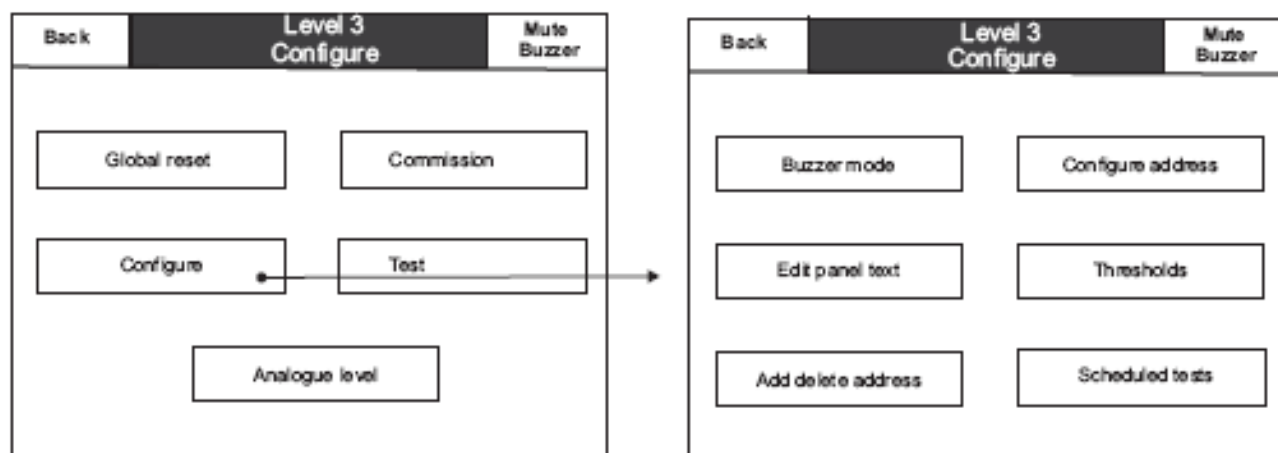 Back
Level 3
Configure
Mute
Buzzer
Global reset
Commission
Configure
Test
Analogue level
Back
Level 3
Configure
Mute
Buzzer
Buzzer mode
Configure address
Edit panel text
Thresholds
Add delete address
Scheduled tests